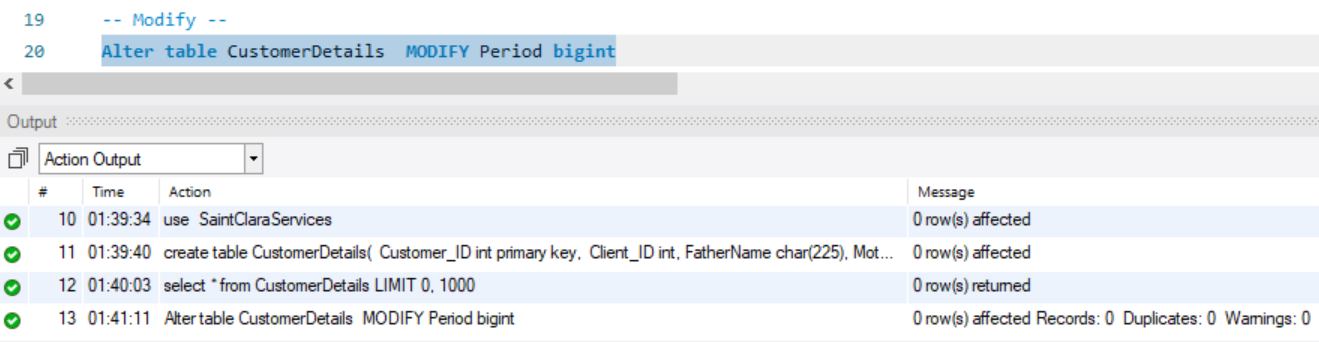 19 -- Modify --
20 Alter table CustomerDetails  MODIFY Period bigint
Output
Action Output
# Time Action Message
10 01:39:34 use  SaintClaraServices 0 row(s) affected
11 01:39:40 create table CustomerDetails(  Customer_ID int primary key,  Client_ID int, FatherName char(225), Mot... 0 row(s) affected
12 01:40:03 select * from CustomerDetails LIMIT 0, 1000 0 row(s) returned
13 01:41:11 Alter table CustomerDetails  MODIFY Period bigint 0 row(s) affected Records: 0  Duplicates: 0  Warnings: 0